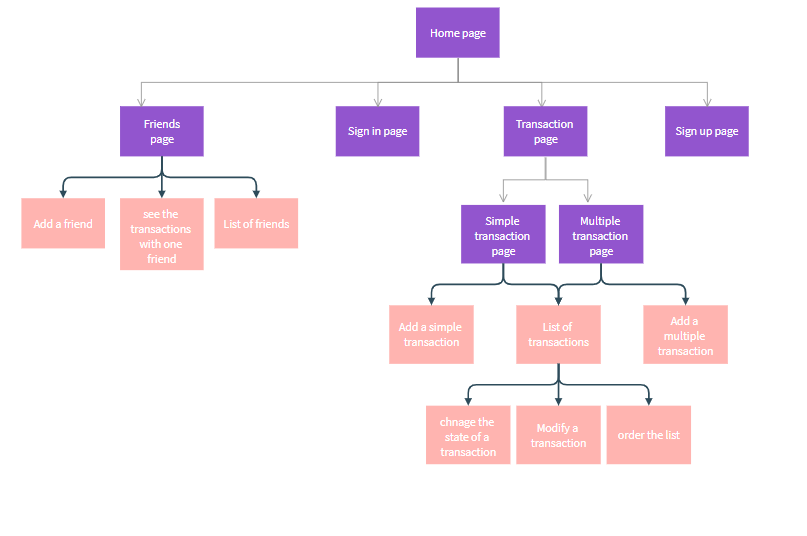 Home page
Friends
page
Sign in page
Transaction
page
Sign up page
Add a friend
see the
transactions
with one
friend
List of friends
Simple
transaction
page
Multiple
transaction
page
Add a simple
transaction
List of
transactions
Add a
multiple
transaction
chnage the
state of a
transaction
Modify a
transaction
order the list